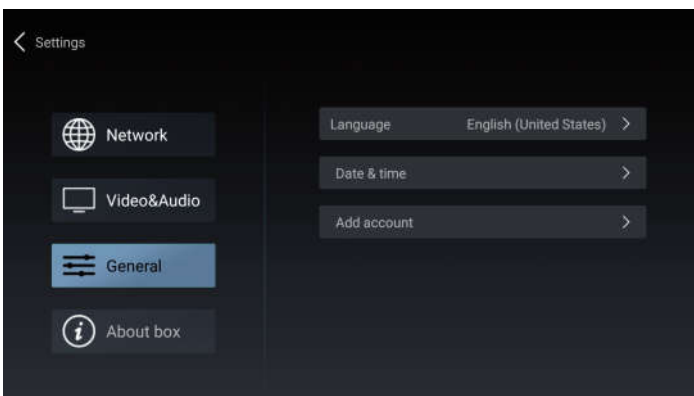 Settings
Network
Video&Audio
General
About box
Language English (United States)
Date & time
Add account